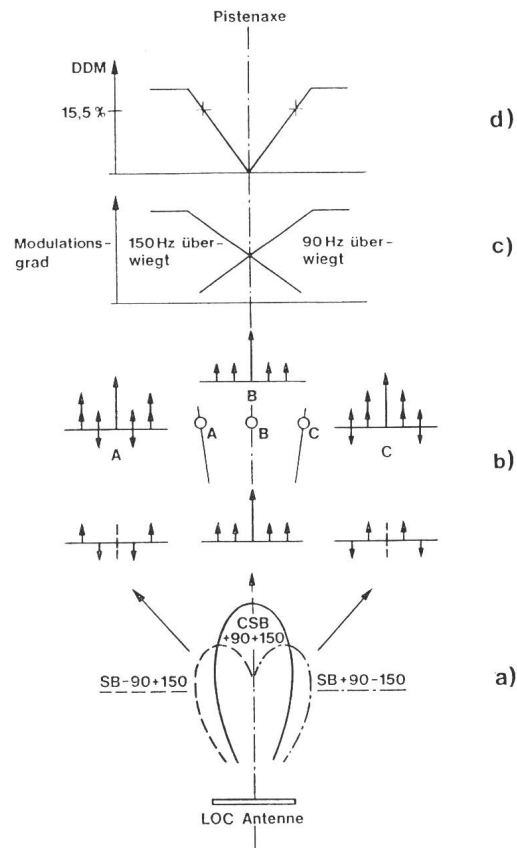 Pistenaxe
DDM
15,5 %
d)
Modulations-
grad
150 Hz über-
wiegt
90 Hz über-
wiegt
c)
B
A
A
B
C
C
b)
CSB
+90+150
SB-90+150
SB+90-150
a)
LOC Antenne